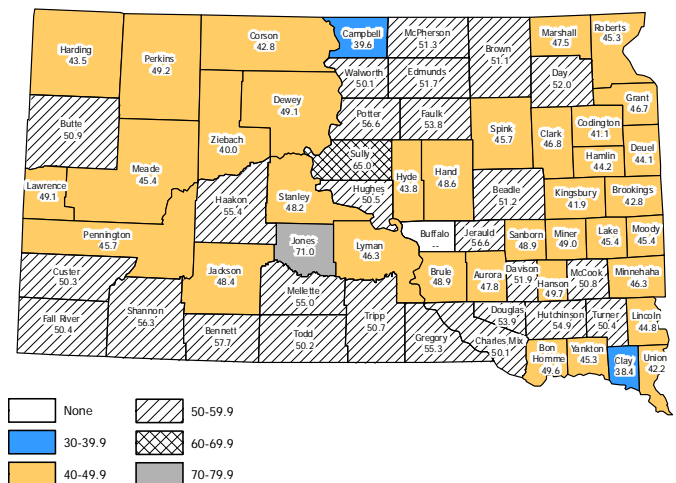 Harding
43.5
Perkins
49.2
Corson
42.8
Campbell
39.6
McPherson
51.3
Brown
51.1
Marshall
47.5
Roberts
45.3
Walworth
50.1
Edmunds
51.7
Day
52.0
Grant
46.7
Butte
50.9
Ziebach
40.0
Dewey
49.1
Potter
56.6
Faulk
53.8
Spink
45.7
Clark
46.8
Codington
41.1
Deuel
44.1
Hamlin
44.2
Lawrence
49.1
Meade
45.4
Sully
65.0
Hyde
43.8
Hand
48.6
Beadle
51.2
Kingsbury
41.9
Brookings
42.8
Haakon
55.4
Stanley
48.2
Hughes
50.5
Pennington
45.7
Jones
71.0
Lyman
46.3
Buffalo
--
Jerauld
56.6
Sanborn
48.9
Miner
49.0
Lake
45.4
Moody
45.4
Custer
50.3
Jackson
48.4
Brule
48.9
Aurora
47.8
Davison
51.9
Hanson
49.7
McCook
50.8
Minnehaha
46.3
Fall River
50.4
Shannon
56.3
Mellette
55.0
Bennett
57.7
Todd
50.2
Tripp
50.7
Gregory
55.3
Douglas
53.9
Charles Mix
50.1
Hutchinson
54.9
Turner
50.4
Lincoln
44.8
Bon
Homme
49.6
Yankton
45.3
Clay
38.4
Union
42.2
None
50-59.9
30-39.9
60-69.9
40-49.9
70-79.9